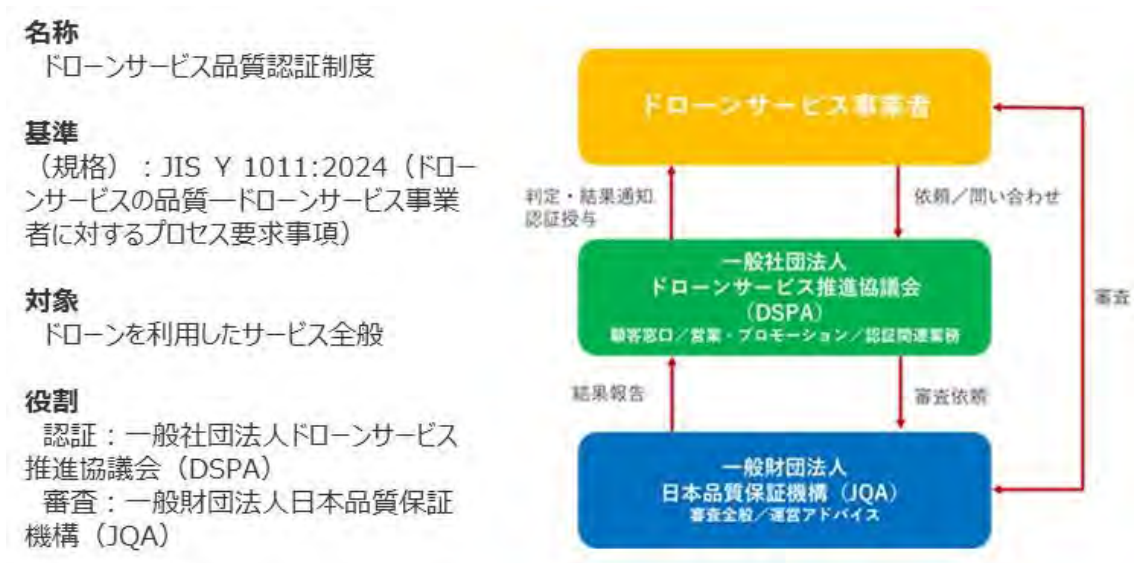 名称
ドローンサービス品質認証制度
基準
（規格）：JIS Y 1011:2024（ドロー
ンサービスの品質―ドローンサービス事業
者に対するプロセス要求事項）
対象
ドローンを利用したサービス全般
役割
認証：一般社団法人ドローンサービス
推進協議会（DSPA）
審査：一般財団法人日本品質保証
機構（JQA）
ドローンサービス事業者
判定・結果通知
認証授与
依頼／問い合わせ
一般社団法人
ドローンサービス推進協議会
（DSPA）
顧客窓口／営業・プロモーション／認証関連業務
審査
結果報告
審査依頼
一般財団法人
日本品質保証機構（JQA）
審査全般／運営アドバイス